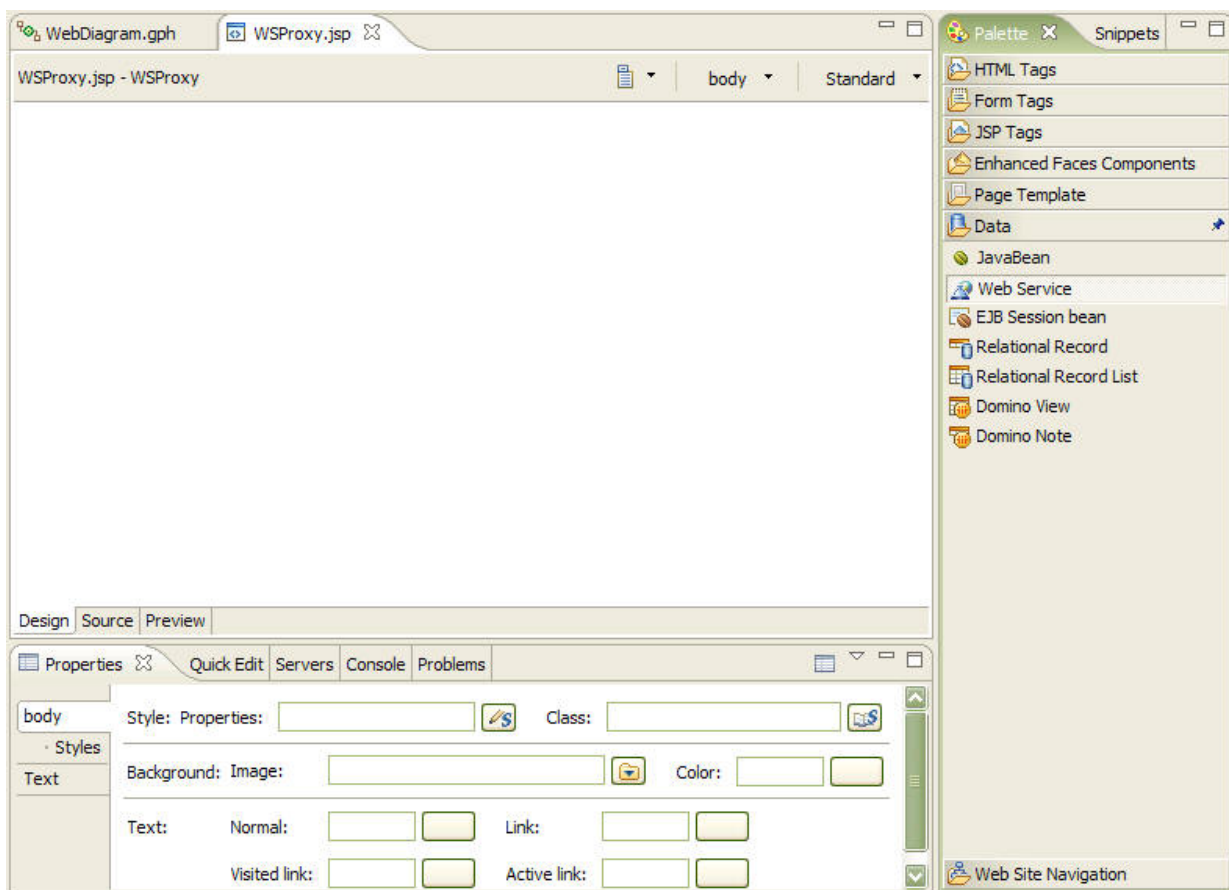 WebDiagram.gph
WSProxy.jsp
WSProxy.jsp - WSProxy
body
Standard
Design
Source
Preview
Properties
Quick Edit
Servers
Console
Problems
body
Styles
Text
Style: Properties:
Class:
Background: Image:
Color:
Text:
Normal:
Link:
Visited link:
Active link:
Palette
Snippets
HTML Tags
Form Tags
JSP Tags
Enhanced Faces Components
Page Template
Data
JavaBean
Web Service
EJB Session bean
Relational Record
Relational Record List
Domino View
Domino Note
Web Site Navigation